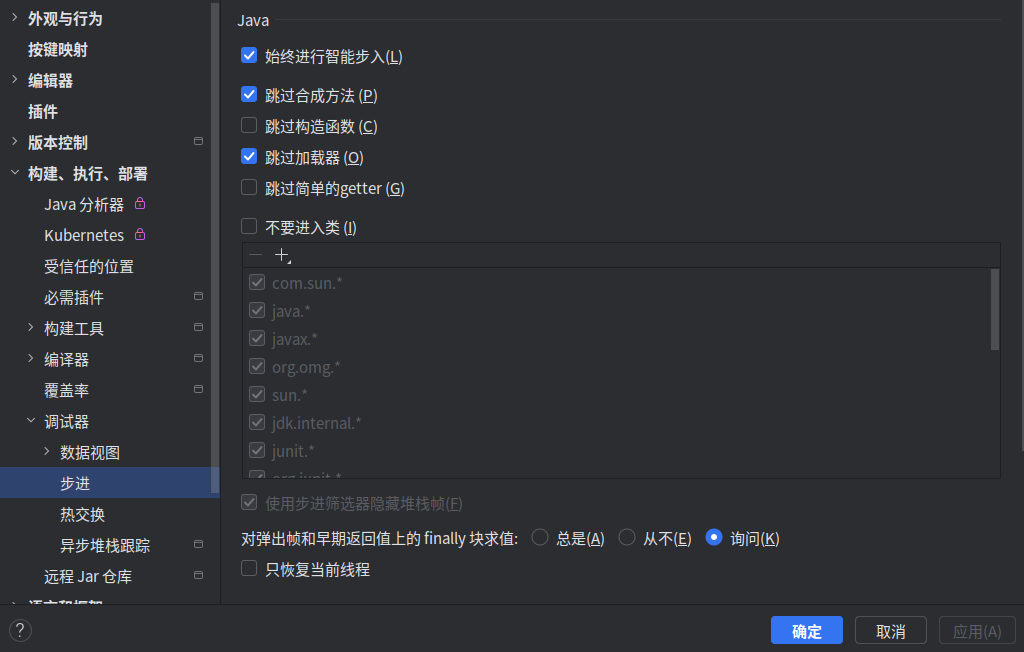 外观与行为
按键映射
编辑器
插件
版本控制
构建、执行、部署
Java 分析器
Kubernetes
受信任的位置
必需插件
构建工具
编译器
覆盖率
调试器
数据视图
步进
热交换
异步堆栈跟踪
远程 Jar 仓库
语言和框架
Java
始终进行智能步入(L)
跳过合成方法 (P)
跳过构造函数 (C)
跳过加载器 (O)
跳过简单的getter (G)
不要进入类 (I)
com.sun.*
java.*
javax.*
org.omg.*
sun.*
jdk.internal.*
junit.*
org.junit.*
使用步进筛选器隐藏堆栈帧(F)
对弹出帧和早期返回值上的 finally 块求值: 总是(A) 从不(E) 询问(K)
只恢复当前线程
? 确定 取消 应用(A)